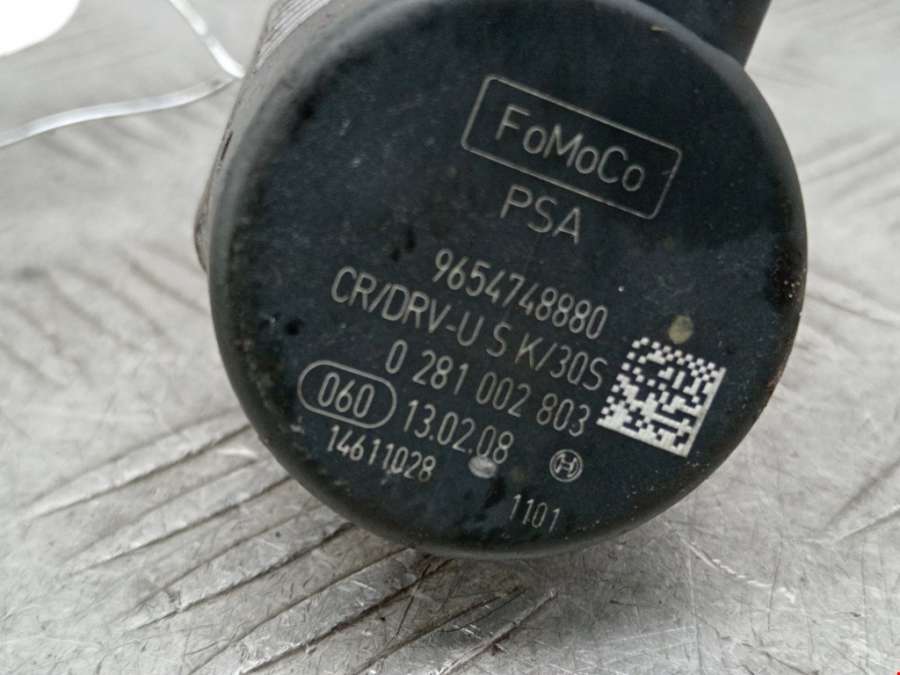 FoMoCo
PSA
9654748880
CR/DRV-U S K/30S
0 281 002 803
060 13.02.08
14611028
1101